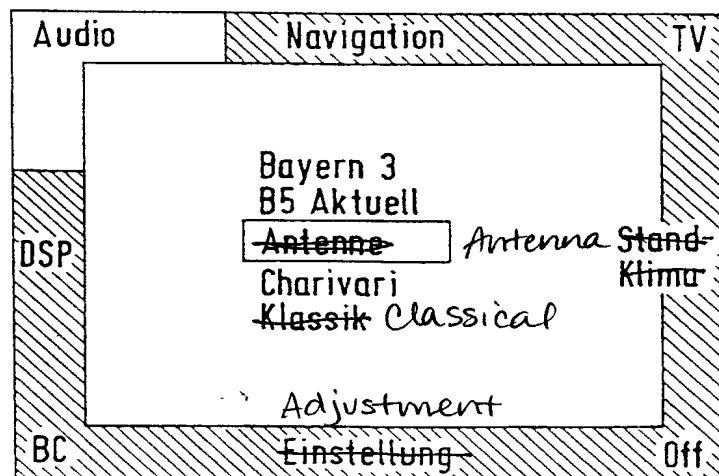 Audio Navigation TV
Bayern 3
B5 Aktuell
Antenne Antenna Stand-
DSP Klima
Charivari
Klassik Classical
Adjustment
BC Einstellung Off